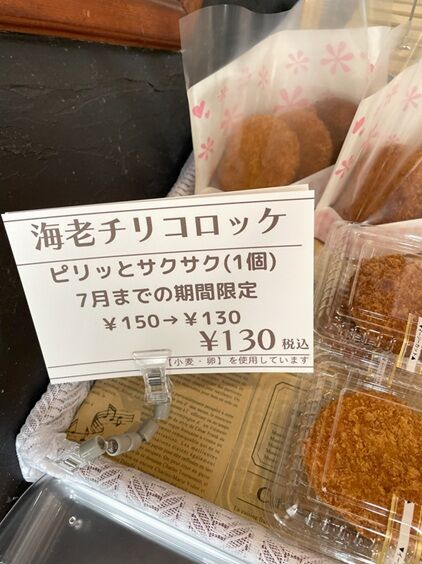 海老チリコロッケ
ピリッとサクサク(1個)
7月までの期間限定
￥150→￥130
￥130 税込
【小麦・卵】を使用しています